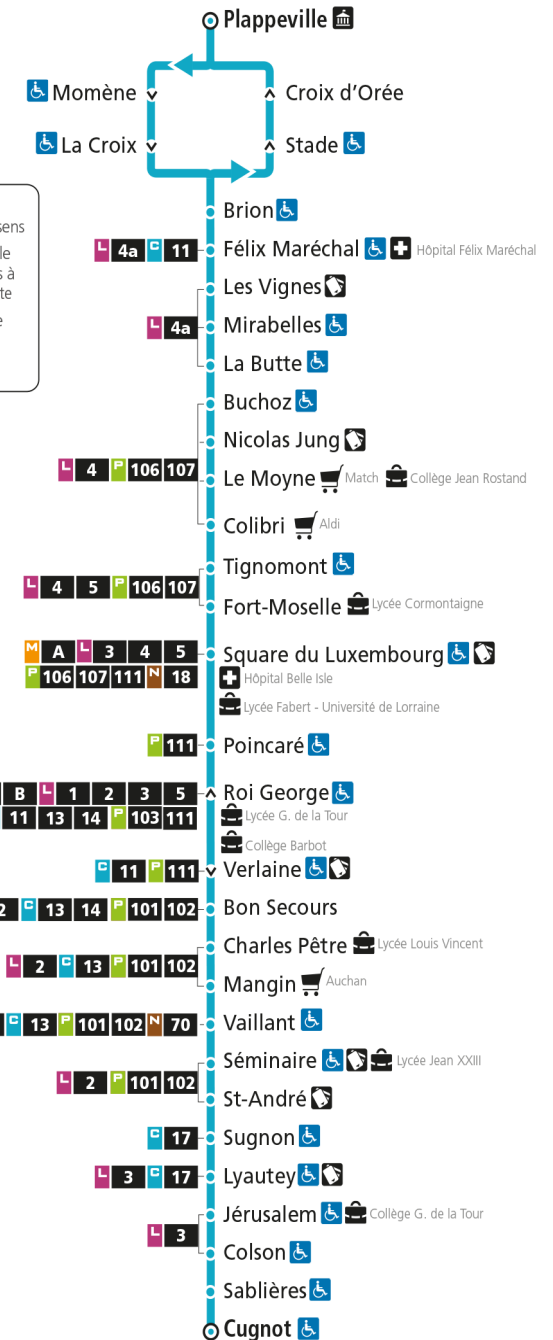 Plappeville
Momène
Croix d'Orée
La Croix
Stade
Brion
sens
le
s à
te
e
L 4a C 11 Félix Maréchal Hôpital Félix Maréchal
Les Vignes
L 4a Mirabelles
La Butte
Buchoz
Nicolas Jung
L 4 P 106 107
Le Moyne Match Collège Jean Rostand
Colibri Aldi
Tignomont
L 4 5 P 106 107
Fort-Moselle Lycée Cormontaigne
M A L 3 4 5 Square du Luxembourg
P 106 107 111 N 18 Hôpital Belle Isle
Lycée Fabert - Université de Lorraine
P 111 Poincaré
B L 1 2 3 5 Roi George
11 13 14 P 103 111 Lycée G. de la Tour
Collège Barbot
C 11 P 111 Verlaine
2 C 13 14 P 101 102 Bon Secours
Charles Pêtre Lycée Louis Vincent
L 2 C 13 P 101 102
Mangin Auchan
C 13 P 101 102 N 70 Vaillant
Séminaire Lycée Jean XXIII
L 2 P 101 102
St-André
C 17 Sugnon
L 3 C 17 Lyautey
Jérusalem Collège G. de la Tour
L 3
Colson
Sablières
Cugnot